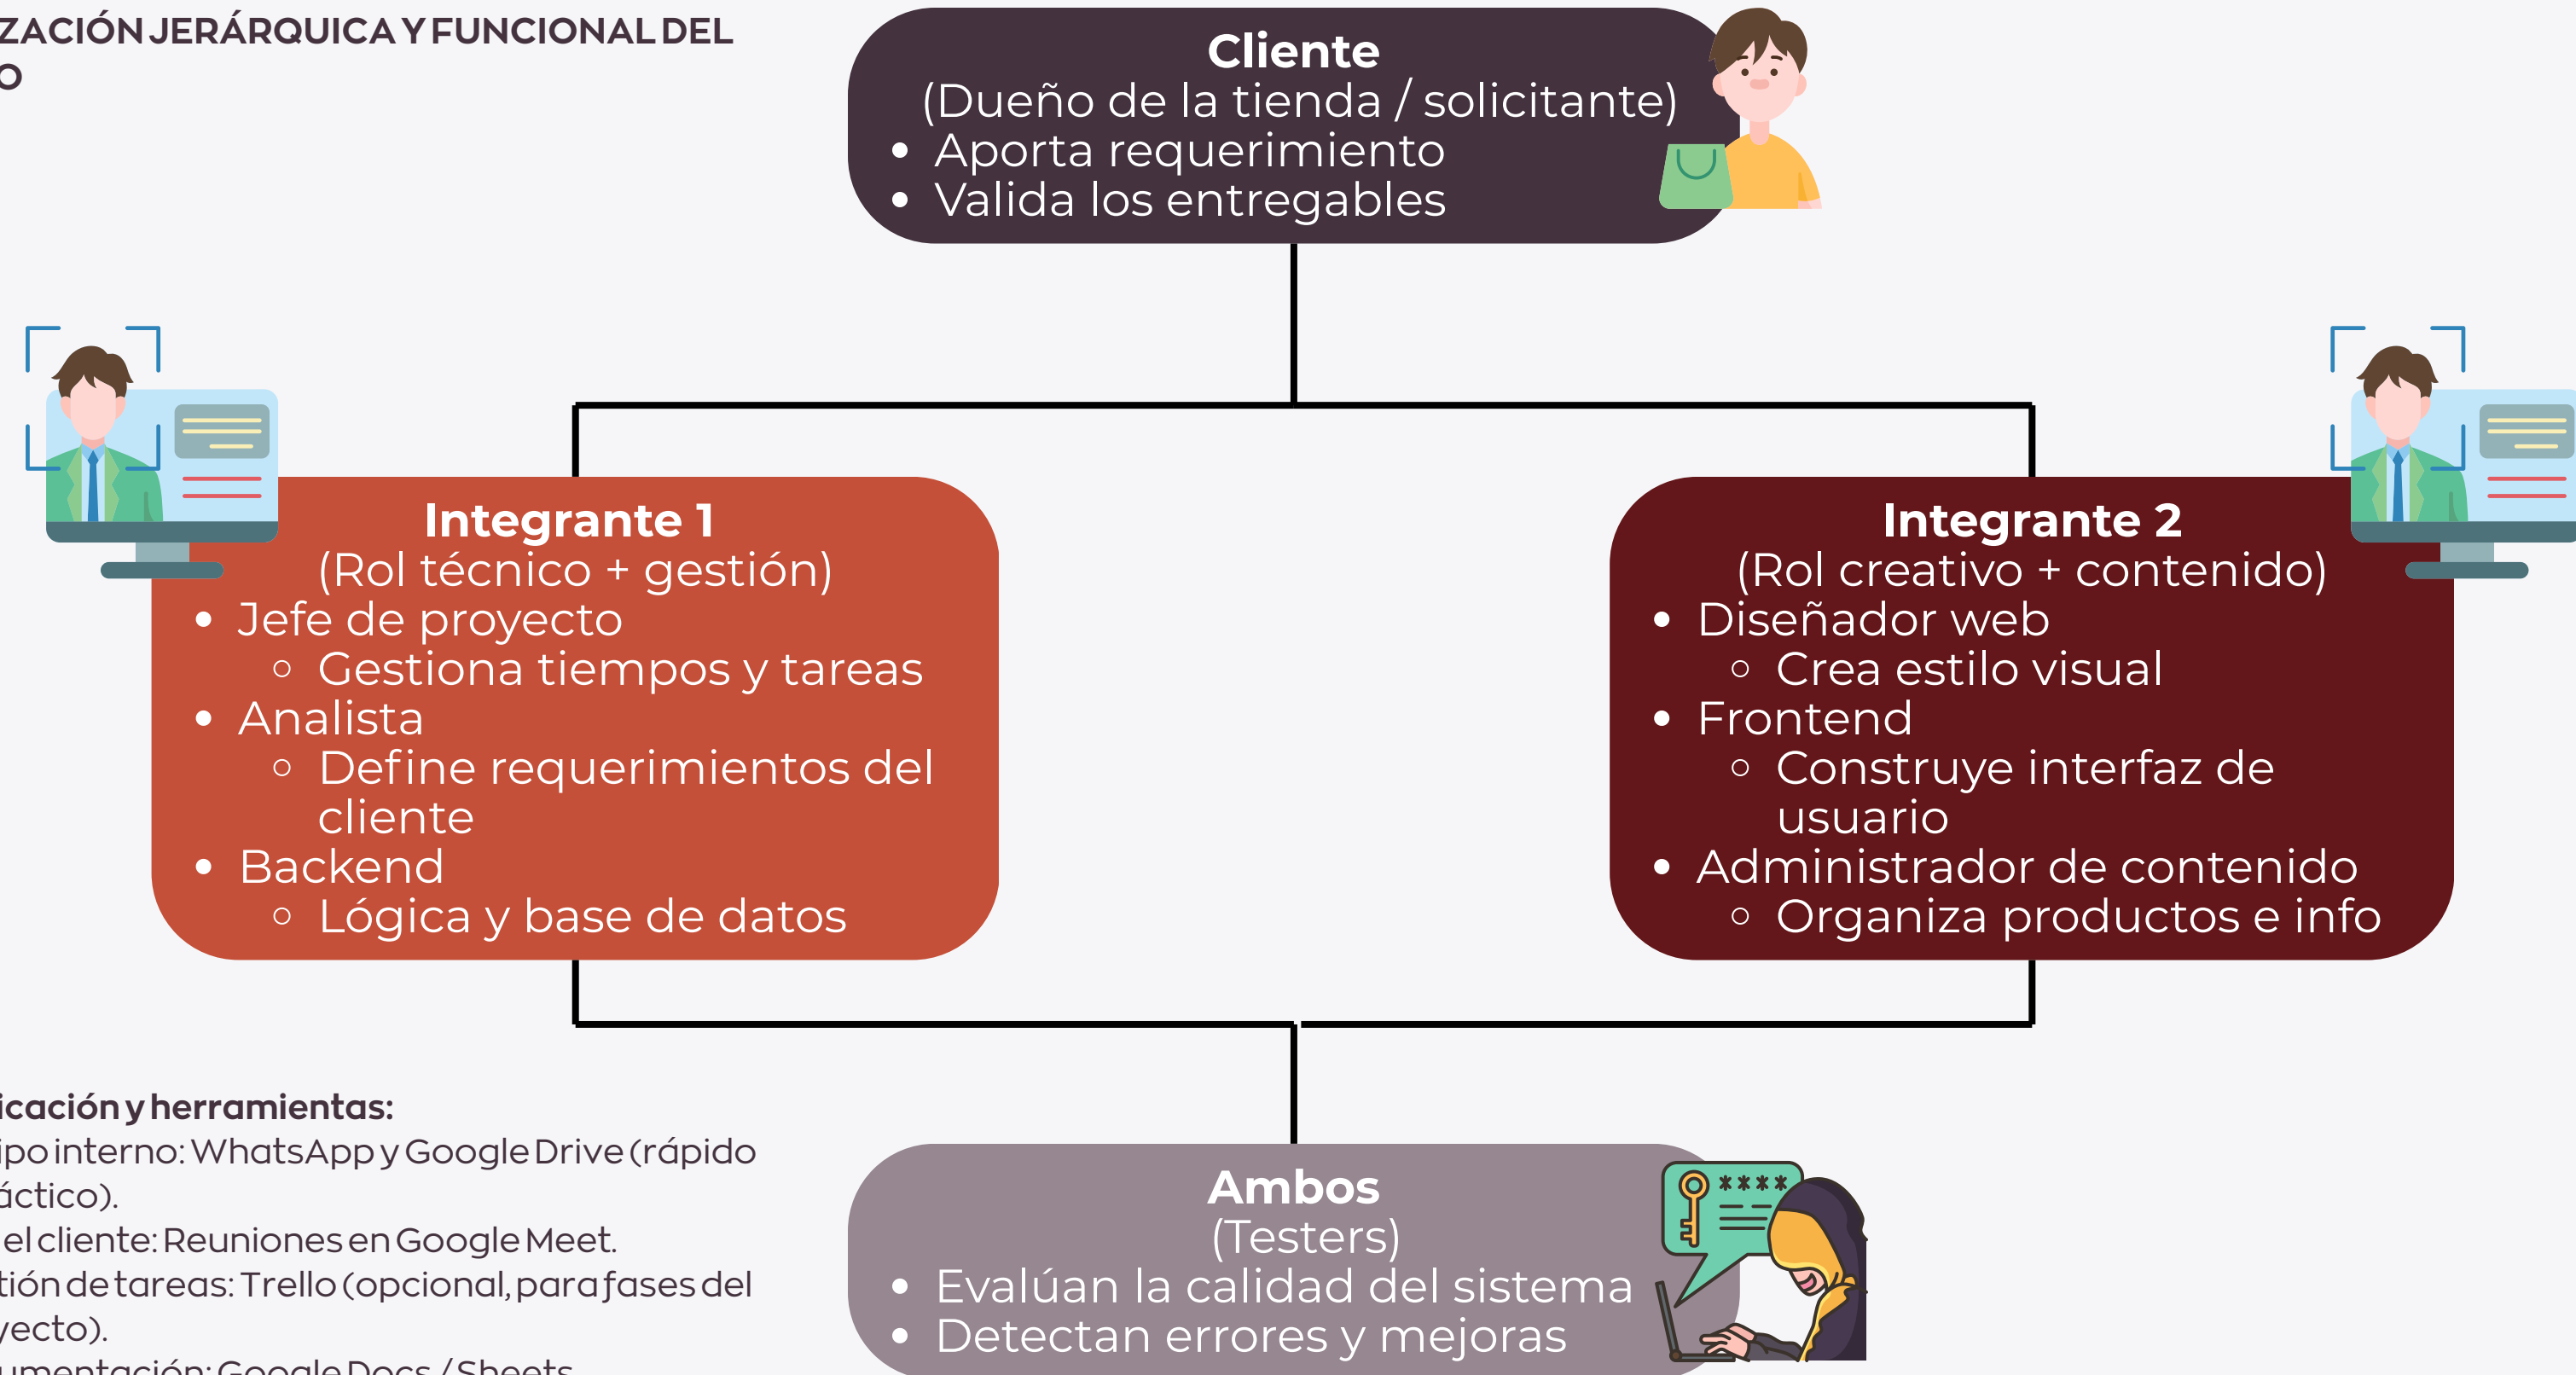 ZACIÓN JERÁRQUICA Y FUNCIONAL DEL
O
Cliente
(Dueño de la tienda / solicitante)
• Aporta requerimiento
• Valida los entregables
Integrante 1
(Rol técnico + gestión)
• Jefe de proyecto
○ Gestiona tiempos y tareas
• Analista
○ Define requerimientos del
cliente
• Backend
○ Lógica y base de datos
Integrante 2
(Rol creativo + contenido)
• Diseñador web
○ Crea estilo visual
• Frontend
○ Construye interfaz de
usuario
• Administrador de contenido
○ Organiza productos e info
icación y herramientas:
ipo interno: WhatsApp y Google Drive (rápido
áctico).
el cliente: Reuniones en Google Meet.
tión de tareas: Trello (opcional, para fases del
yecto).
umentación: Google Docs / Sheets
Ambos
(Testers)
• Evalúan la calidad del sistema
• Detectan errores y mejoras
****